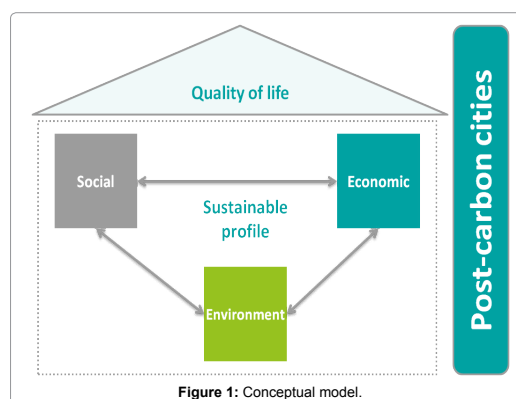 Quality of life
Social
Economic
Sustainable
profile
Environment
Post-carbon cities
Figure 1: Conceptual model.